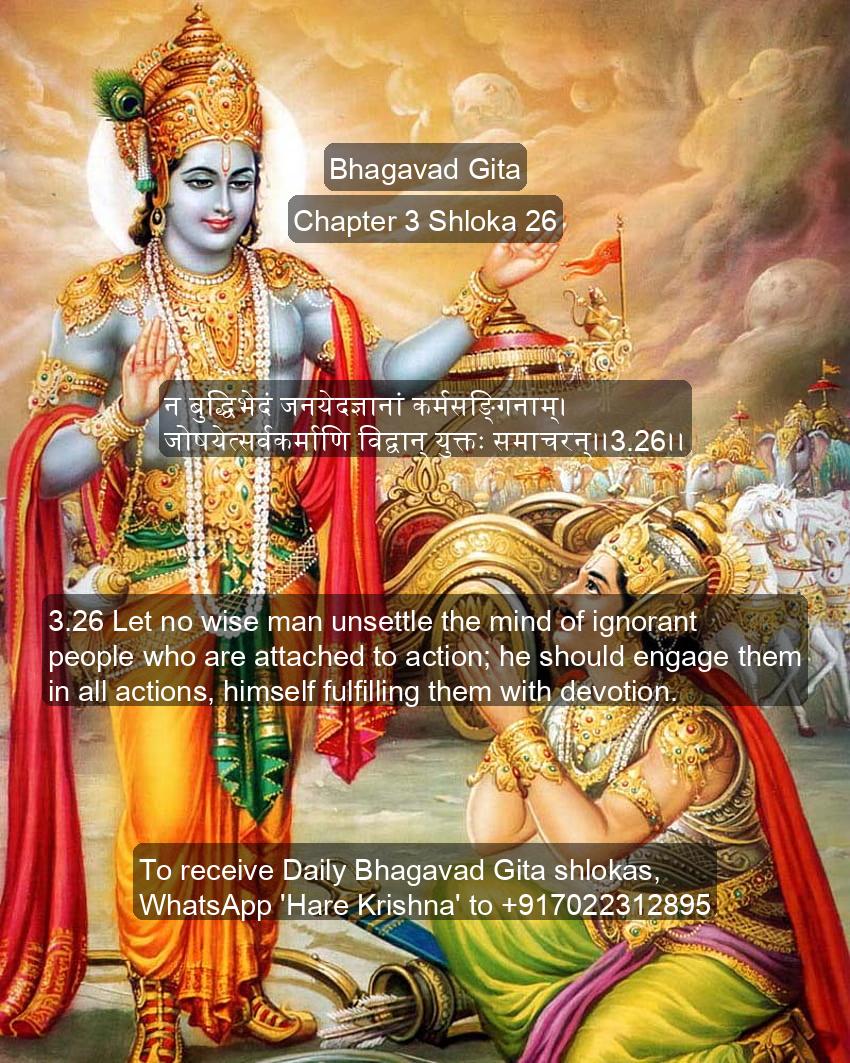 Bhagavad Gita
Chapter 3 Shloka 26
न बुद्धिभेदं जनयेदज्ञानां कर्मसङ्गिनाम्।
जोषयेत्सर्वकर्माणि विद्वान् युक्तः समाचरन्।।3.26।।
3.26 Let no wise man unsettle the mind of ignorant
people who are attached to action; he should engage them
in all actions, himself fulfilling them with devotion.
To receive Daily Bhagavad Gita shlokas,
WhatsApp 'Hare Krishna' to +917022312895